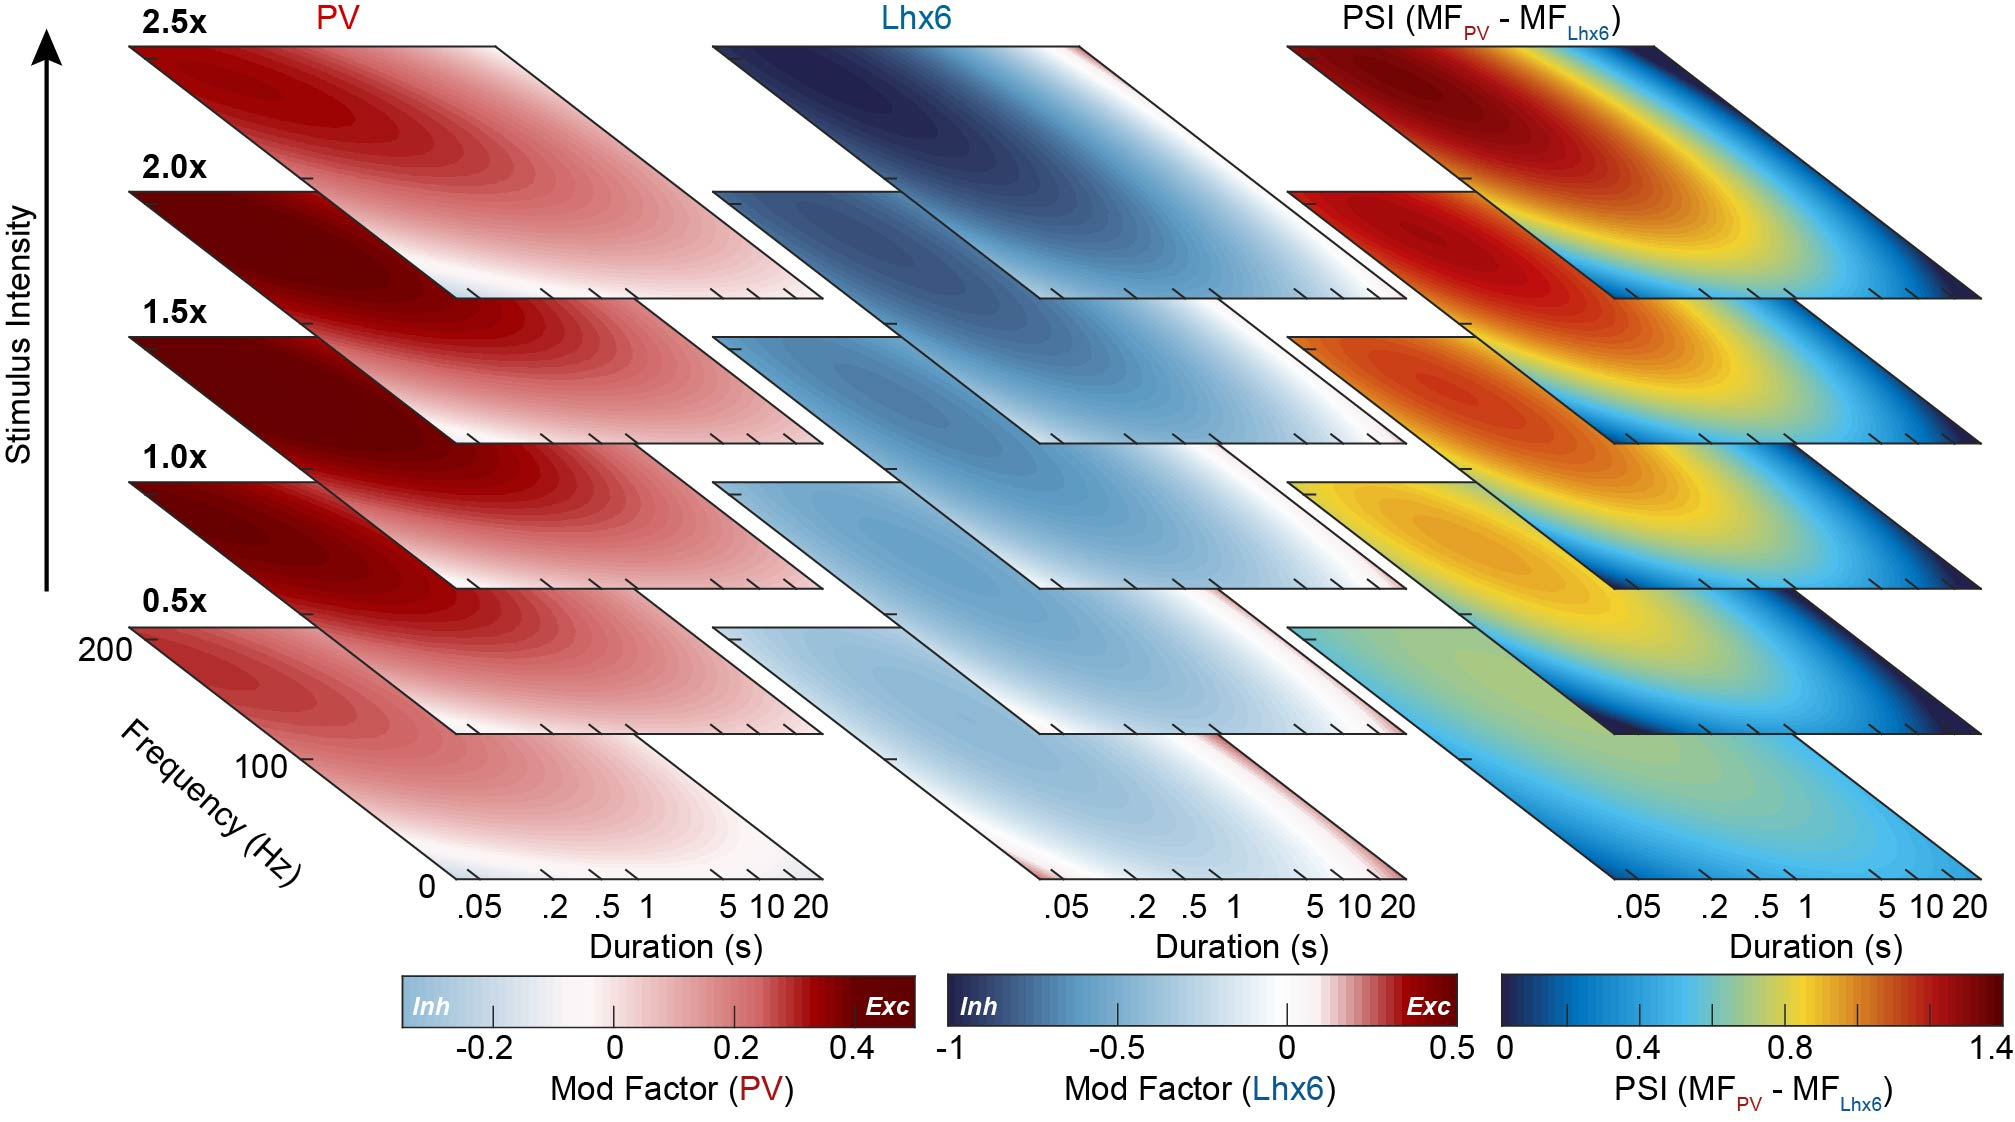 PV
Lhx6
PSI (MFPV - MFLhx6)
Stimulus Intensity
2.5x
2.0x
1.5x
1.0x
0.5x
200
100
0
Frequency (Hz)
.05 .2 .5 1 5 10 20
.05 .2 .5 1 5 10 20
.05 .2 .5 1 5 10 20
Duration (s)
Duration (s)
Duration (s)
Inh Exc
Inh Exc
-0.2 0 0.2 0.4
-1 -0.5 0 0.5
0 0.4 0.8 1.4
Mod Factor (PV)
Mod Factor (Lhx6)
PSI (MFPV - MFLhx6)